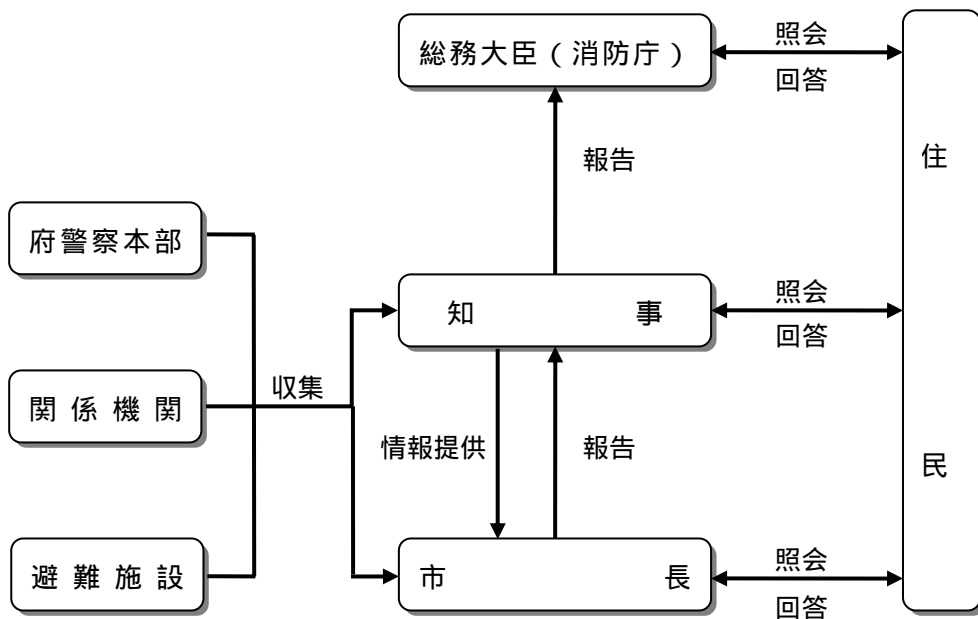 総務大臣（消防庁）
照会
回答
住民
報告
府警察本部
知事
照会
回答
収集
関係機関
情報提供
報告
避難施設
市長
照会
回答